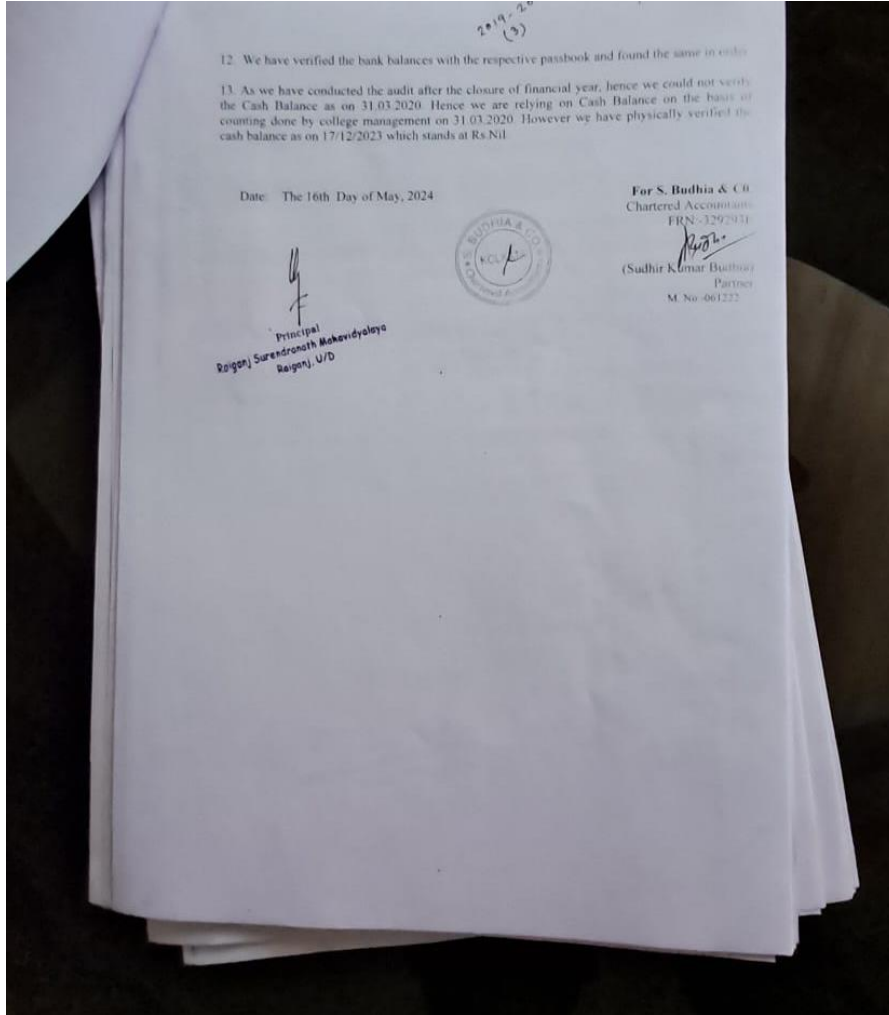 2019-20
(3)
12. We have verified the bank balances with the respective passbook and found the same in order
13. As we have conducted the audit after the closure of financial year, hence we could not verify
the Cash Balance as on 31.03.2020. Hence we are relying on Cash Balance on the basis of
counting done by college management on 31.03.2020. However we have physically verified the
cash balance as on 17/12/2023 which stands at Rs.Nil
Date: The 16th Day of May, 2024
For S. Budhia & Co.
Chartered Accountants
FRN:-329293
S. BUDHIA & CO
Chartered
(Sudhir Kumar
Partner
M. No -061222
Principal
Raiganj Surendranath Mahavidyalaya
Raiganj, U/D